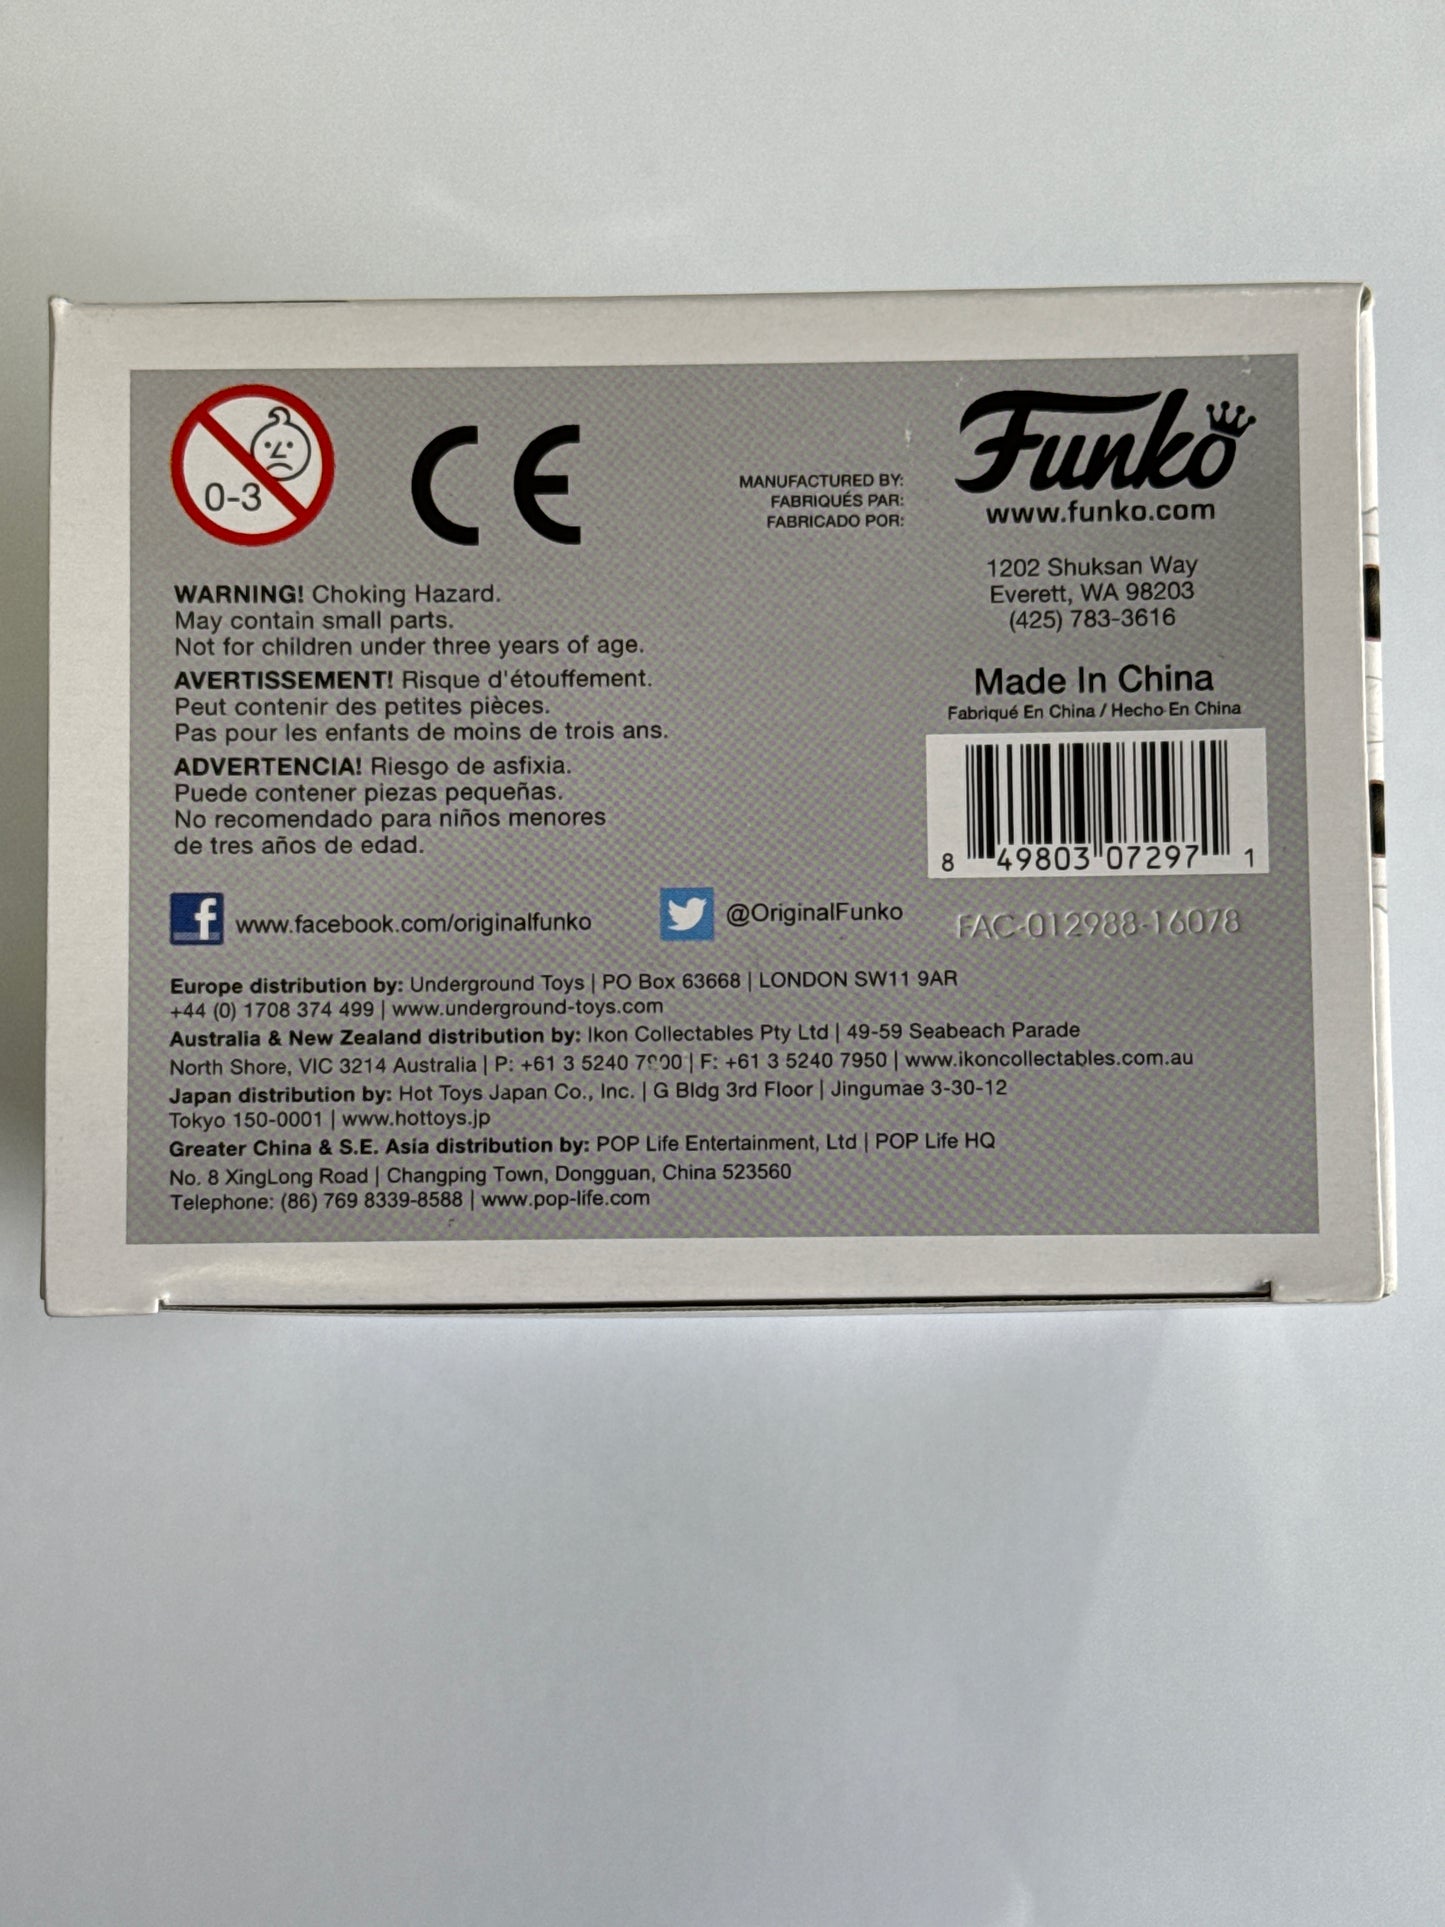 0-3
CE
MANUFACTURED BY:
FABRIQUÉS PAR:
FABRICADO POR:
Funko
www.funko.com
1202 Shuksan Way
Everett, WA 98203
(425) 783-3616
Made In China
Fabriqué En China / Hecho En China
8 49803 07297 1
FAC-012988-16078
WARNING! Choking Hazard.
May contain small parts.
Not for children under three years of age.
AVERTISSEMENT! Risque d'étouffement.
Peut contenir des petites pièces.
Pas pour les enfants de moins de trois ans.
ADVERTENCIA! Riesgo de asfixia.
Puede contener piezas pequeñas.
No recomendado para niños menores
de tres años de edad.
f www.facebook.com/originalfunko
@OriginalFunko
Europe distribution by: Underground Toys | PO Box 63668 | LONDON SW11 9AR
+44 (0) 1708 374 499 | www.underground-toys.com
Australia & New Zealand distribution by: Ikon Collectables Pty Ltd | 49-59 Seabeach Parade
North Shore, VIC 3214 Australia | P: +61 3 5240 | F: +61 3 5240 7950 | www.ikoncollectables.com.au
Japan distribution by: Hot Toys Japan Co., Inc. | G Bldg 3rd Floor | Jingumae 3-30-12
Tokyo 150-0001 | www.hottoys.jp
Greater China & S.E. Asia distribution by: POP Life Entertainment, Ltd | POP Life HQ
No. 8 XingLong Road | Changping Town, Dongguan, China 523560
Telephone: (86) 769 8339-8588 | www.pop-life.com